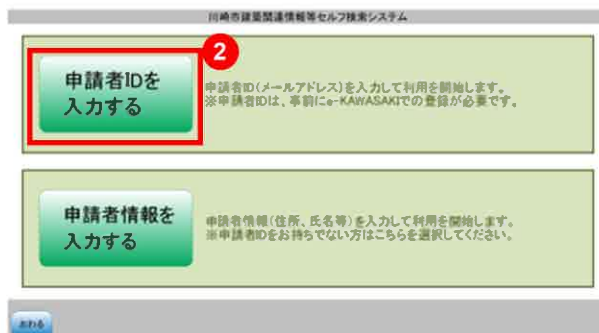 川崎市建築関連情報等セルフ検索システム
2
申請者IDを
入力する
申請者ID(メールアドレス)を入力して利用を開始します。
※申請者IDは、事前にe-KAWASAKIでの登録が必要です。
申請者情報を
入力する
申請者情報(住所、氏名等)を入力して利用を開始します。
※申請者IDをお持ちでない方はこちらを選択してください。
おわる